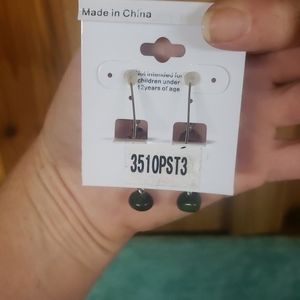 Made in China
Not intended for
children under
12years of age
3510PST3